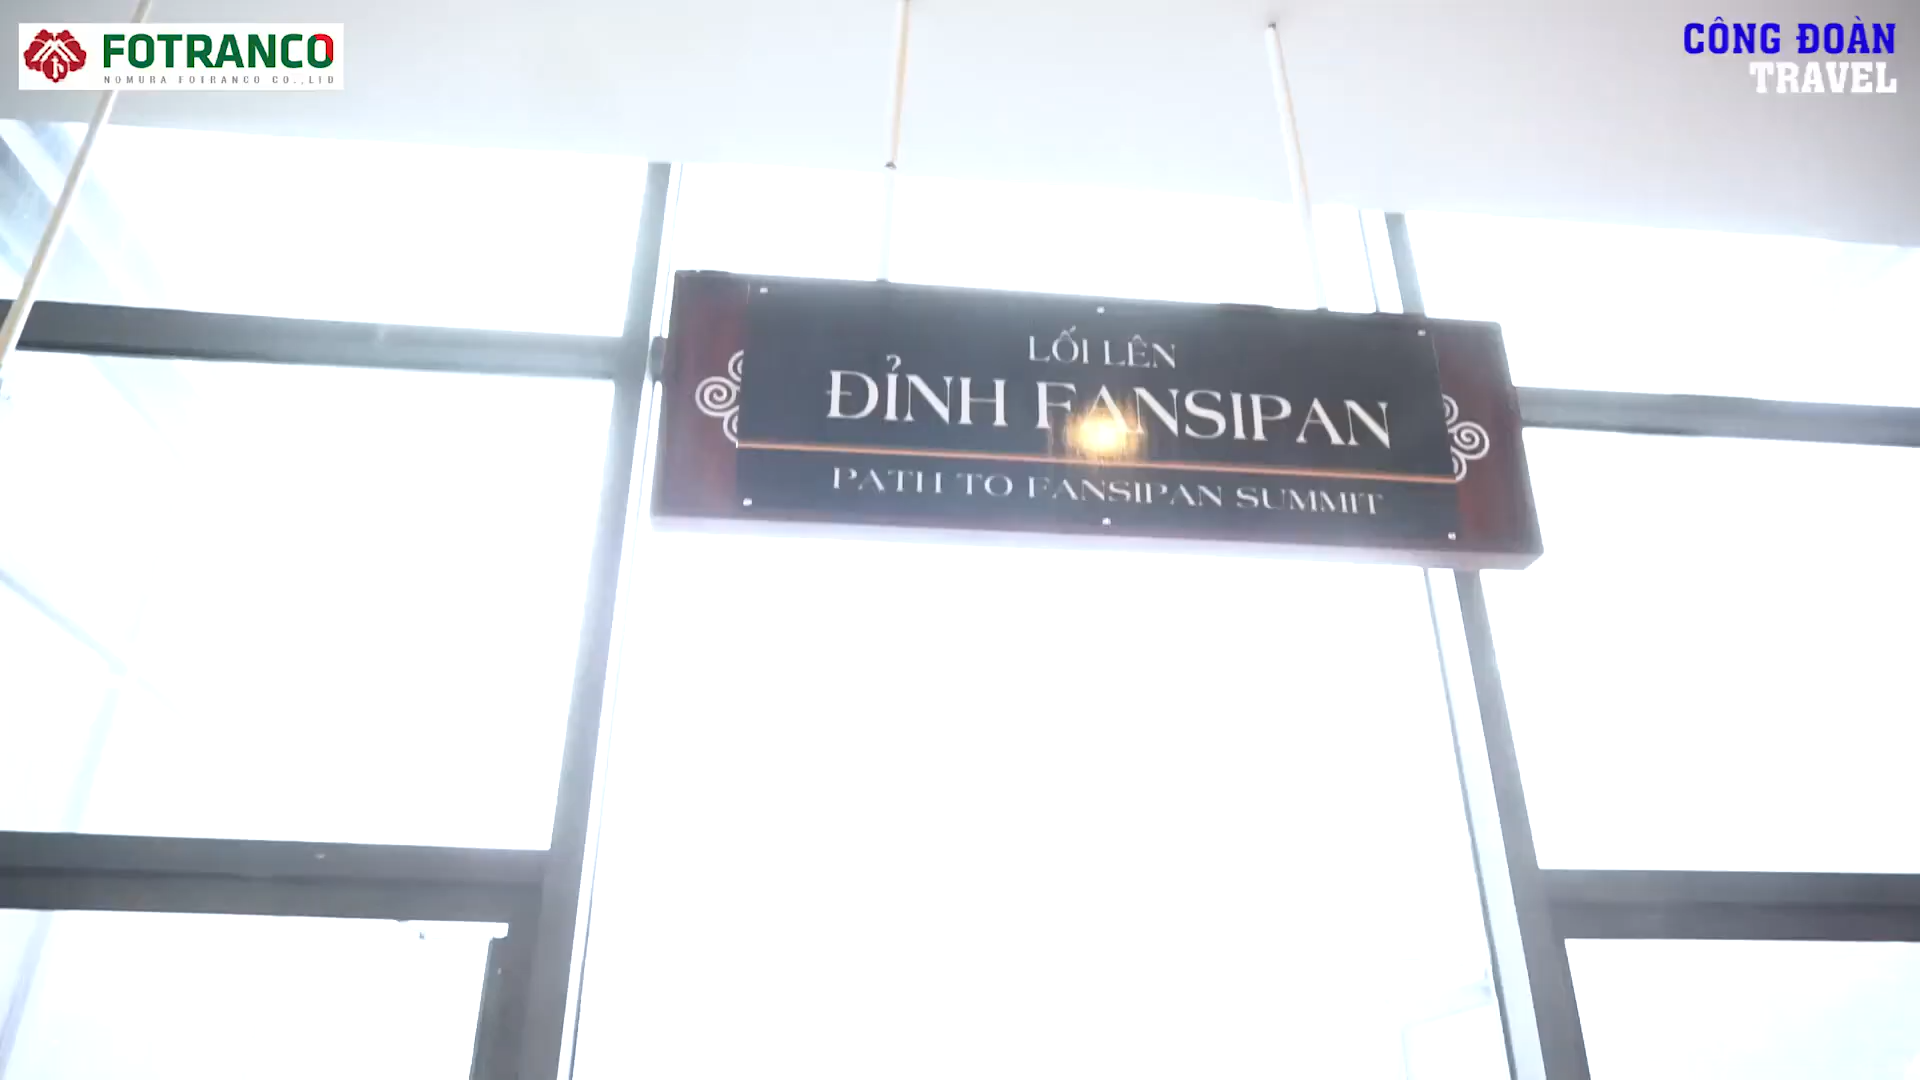 FOTRANCO
NOMURA FOTRANCO CO.,LTD
CÔNG ĐOÀN
TRAVEL
LỐI LÊN
ĐỈNH FANSIPAN
PATH TO FANSIPAN SUMMIT